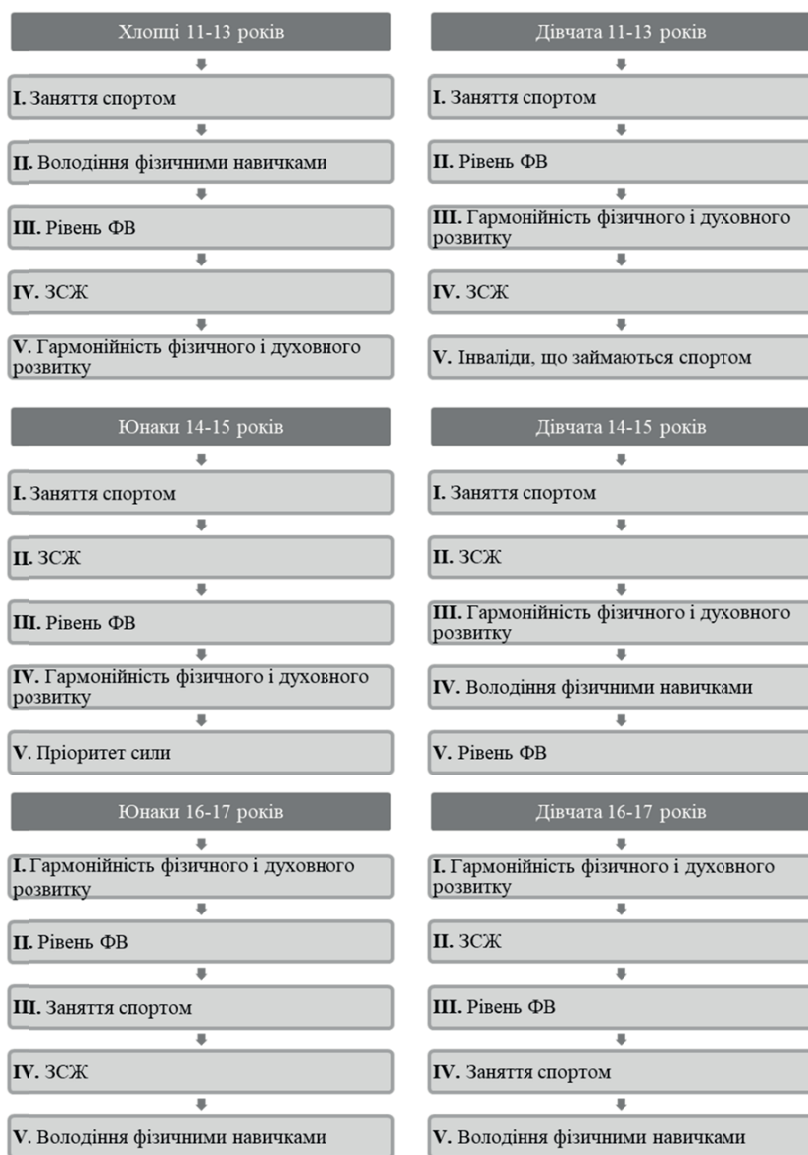 Хлопці 11-13 років
I. Заняття спортом
II. Володіння фізичними навичками
III. Рівень ФВ
IV. ЗСЖ
V. Гармонійність фізичного і духовного
розвитку
Дівчата 11-13 років
I. Заняття спортом
II. Рівень ФВ
III. Гармонійність фізичного і духовного
розвитку
IV. ЗСЖ
V. Інваліди, що займаються спортом
Юнаки 14-15 років
I. Заняття спортом
II. ЗСЖ
III. Рівень ФВ
IV. Гармонійність фізичного і духовного
розвитку
V. Пріоритет сили
Дівчата 14-15 років
I. Заняття спортом
II. ЗСЖ
III. Гармонійність фізичного і духовного
розвитку
IV. Володіння фізичними навичками
V. Рівень ФВ
Юнаки 16-17 років
I. Гармонійність фізичного і духовного
розвитку
II. Рівень ФВ
III. Заняття спортом
IV. ЗСЖ
V. Володіння фізичними навичками
Дівчата 16-17 років
I. Гармонійність фізичного і духовного
розвитку
II. ЗСЖ
III. Рівень ФВ
IV. Заняття спортом
V. Володіння фізичними навичками